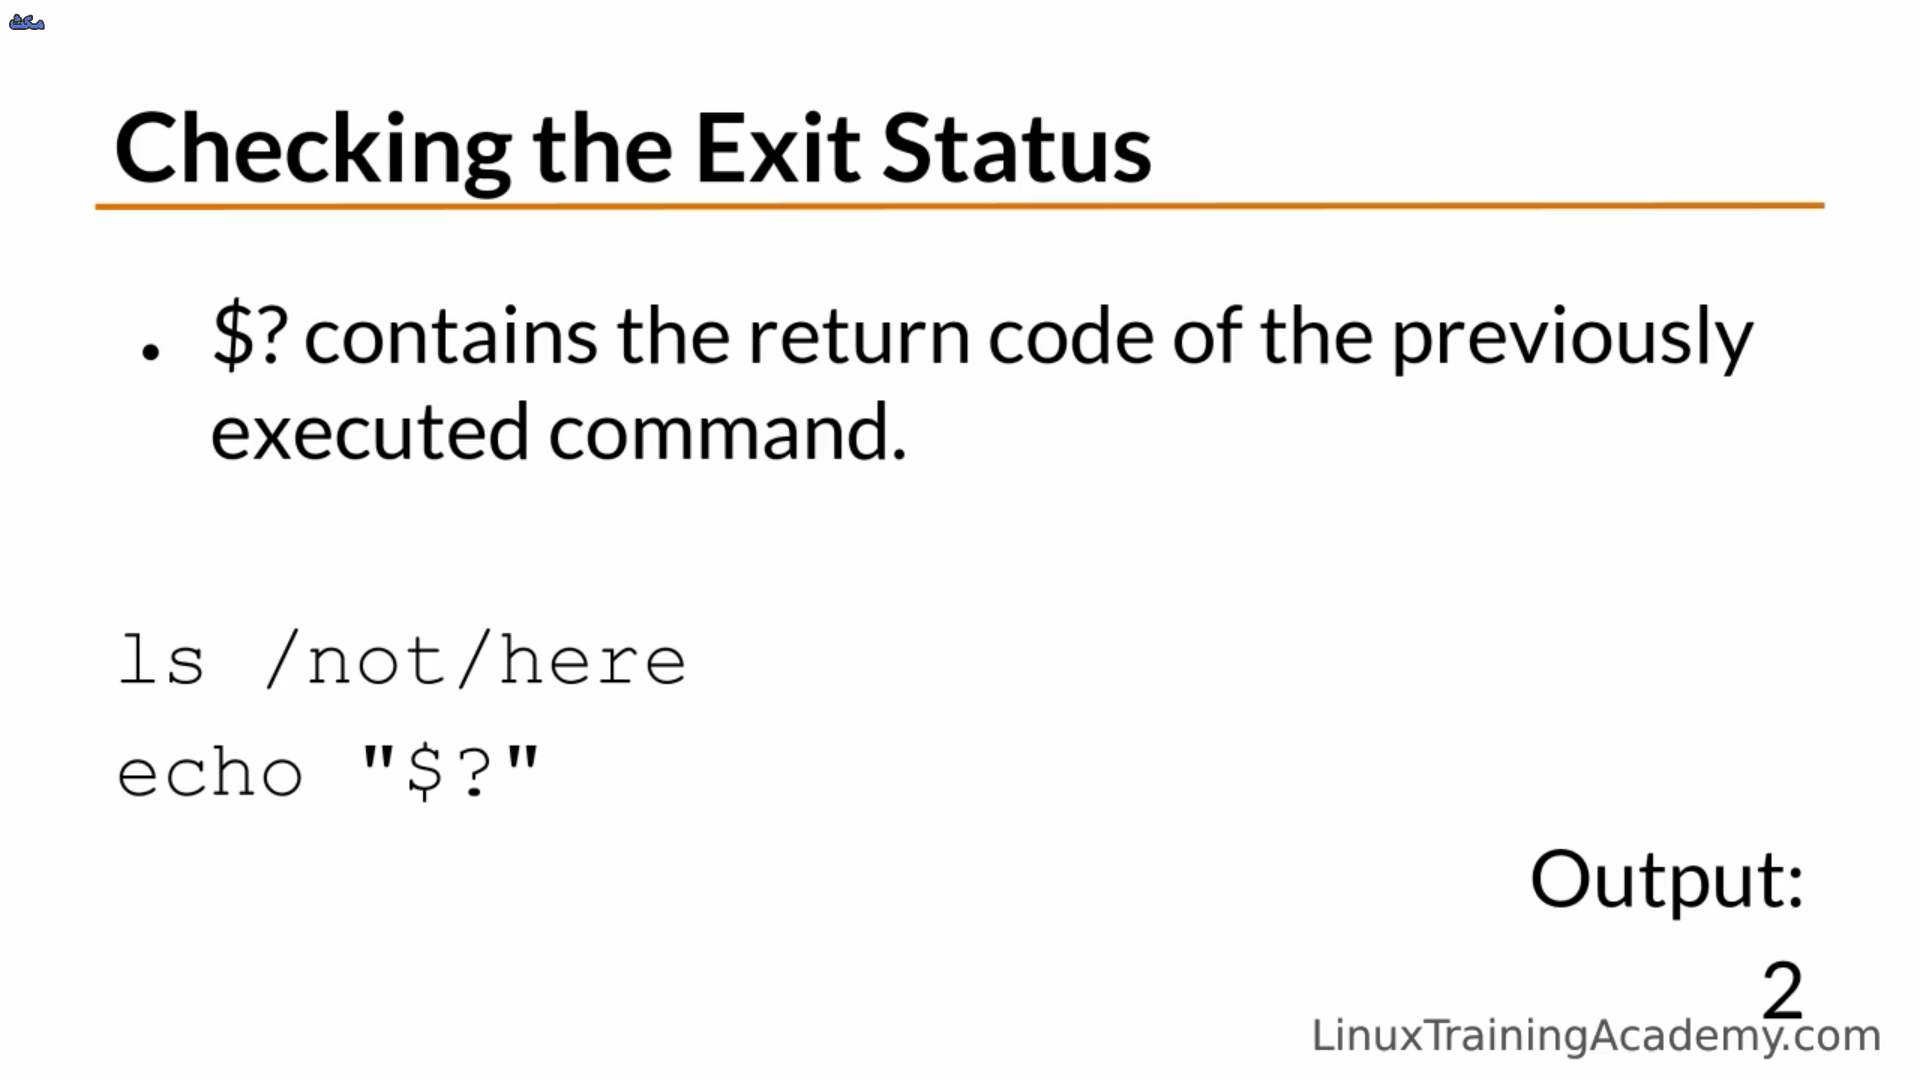 مكث
Checking the Exit Status
• $? contains the return code of the previously
executed command.
ls /not/here
echo "$?"
Output:
2
LinuxTrainingAcademy.com